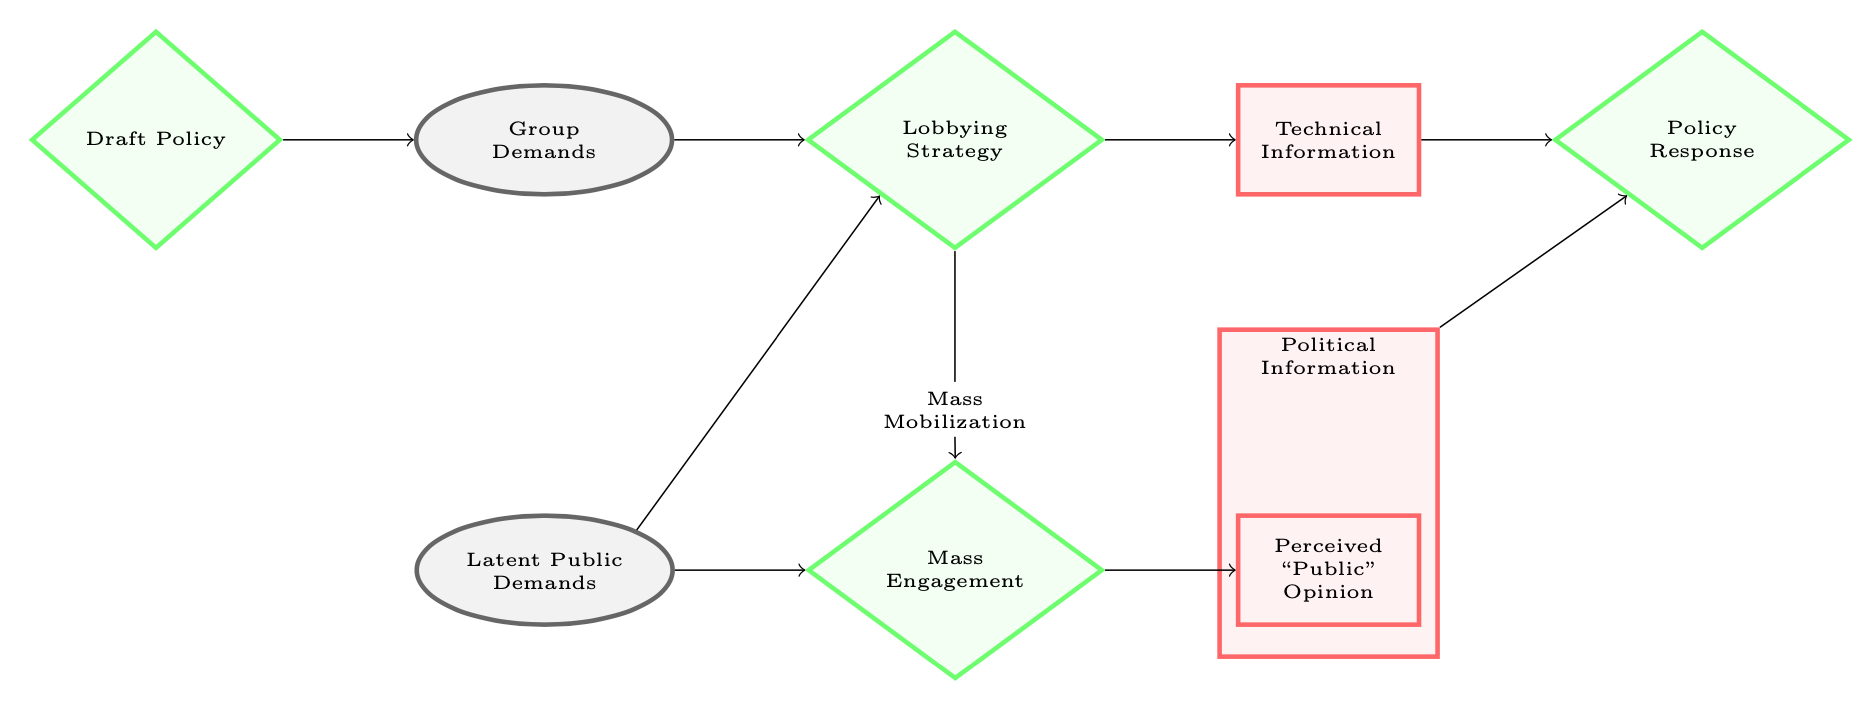 Draft Policy
Group
Demands
Lobbying
Strategy
Technical
Information
Policy
Response
Political
Information
Mass
Mobilization
Latent Public
Demands
Mass
Engagement
Perceived
“Public”
Opinion